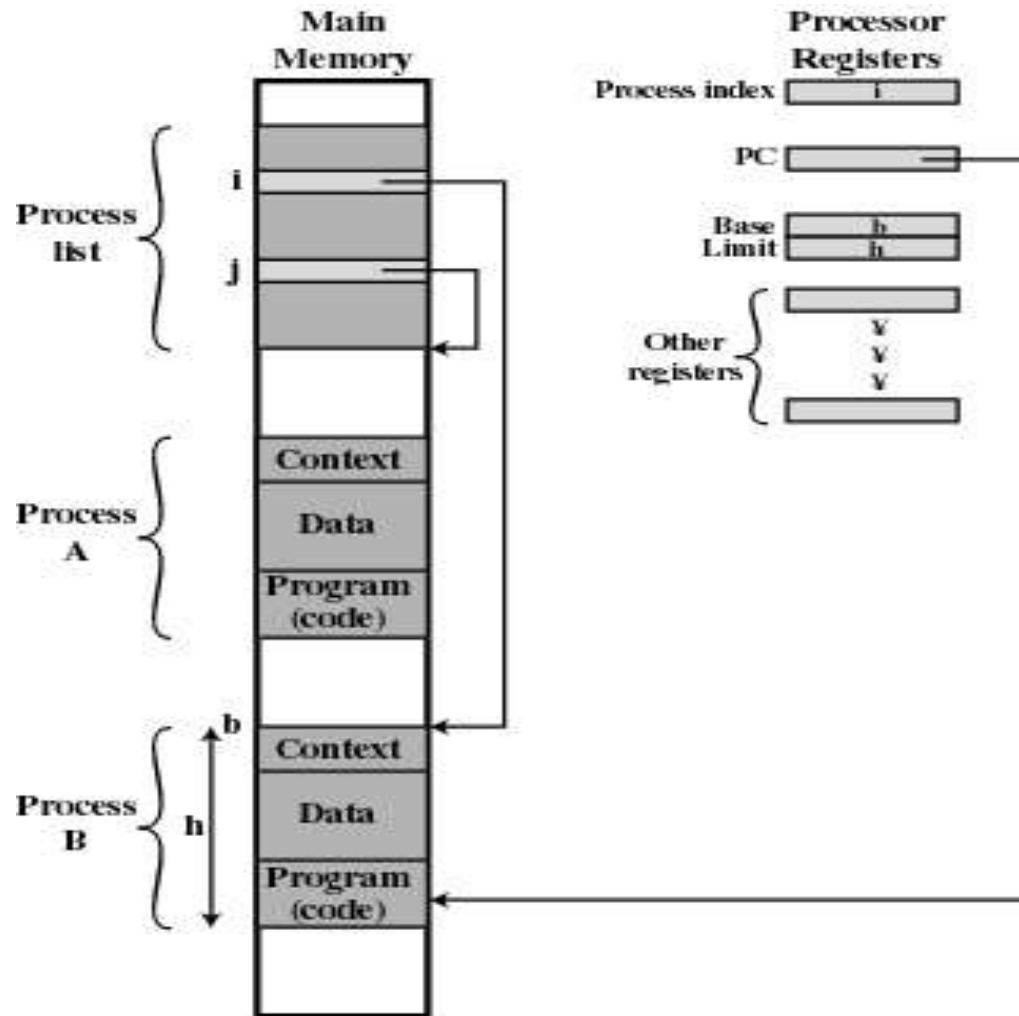 Main
Memory
Processor
Registers
Process index
i
PC
Base
b
Limit
h
Other
registers
¥
¥
¥
Process
list
i
j
Process
A
Context
Data
Program
(code)
Process
B
b
h
Context
Data
Program
(code)